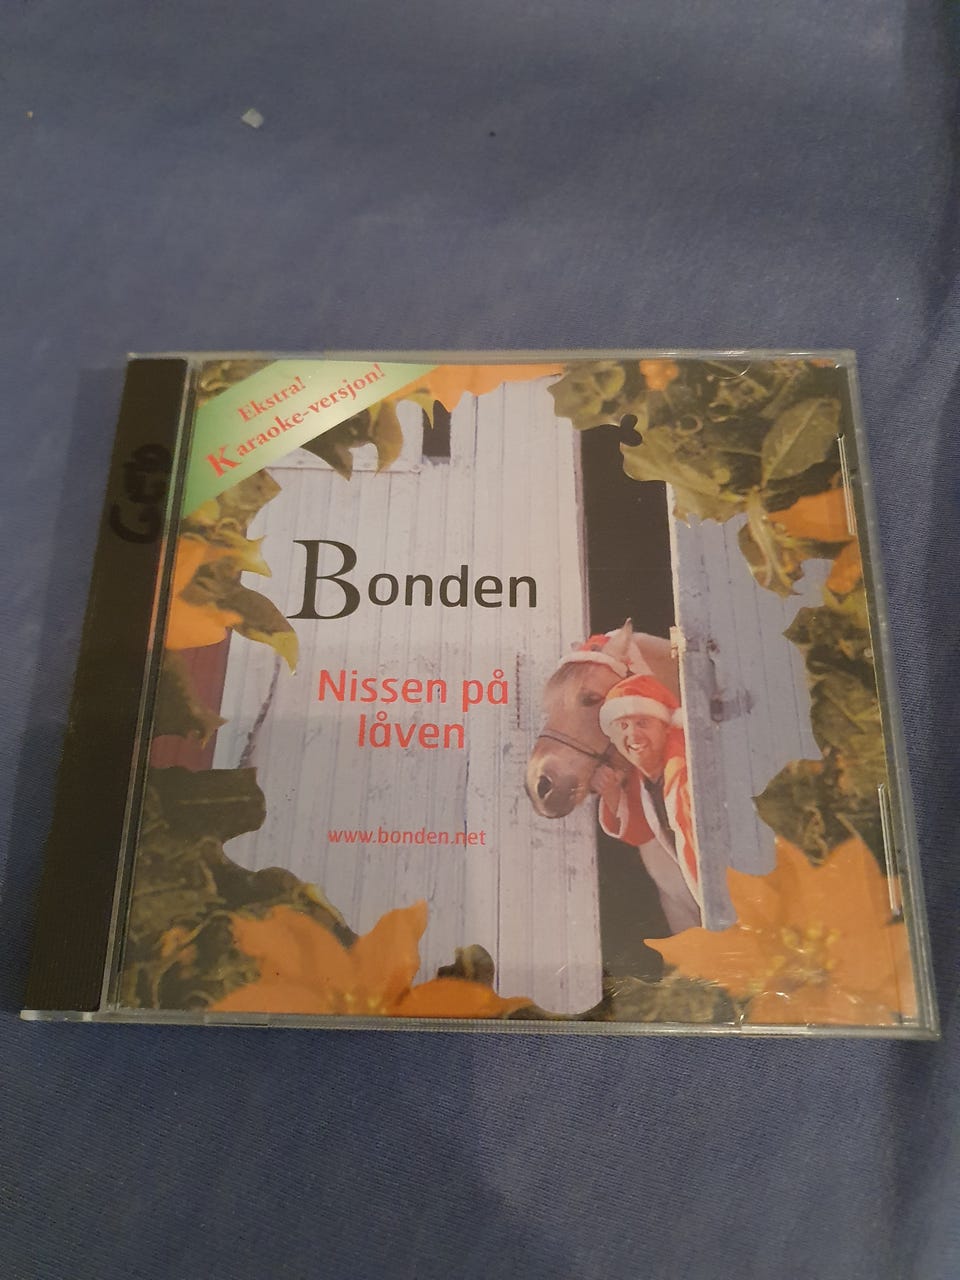 Ekstra!
Karaoke-versjon!
Bonden
Nissen på
låven
www.bonden.net